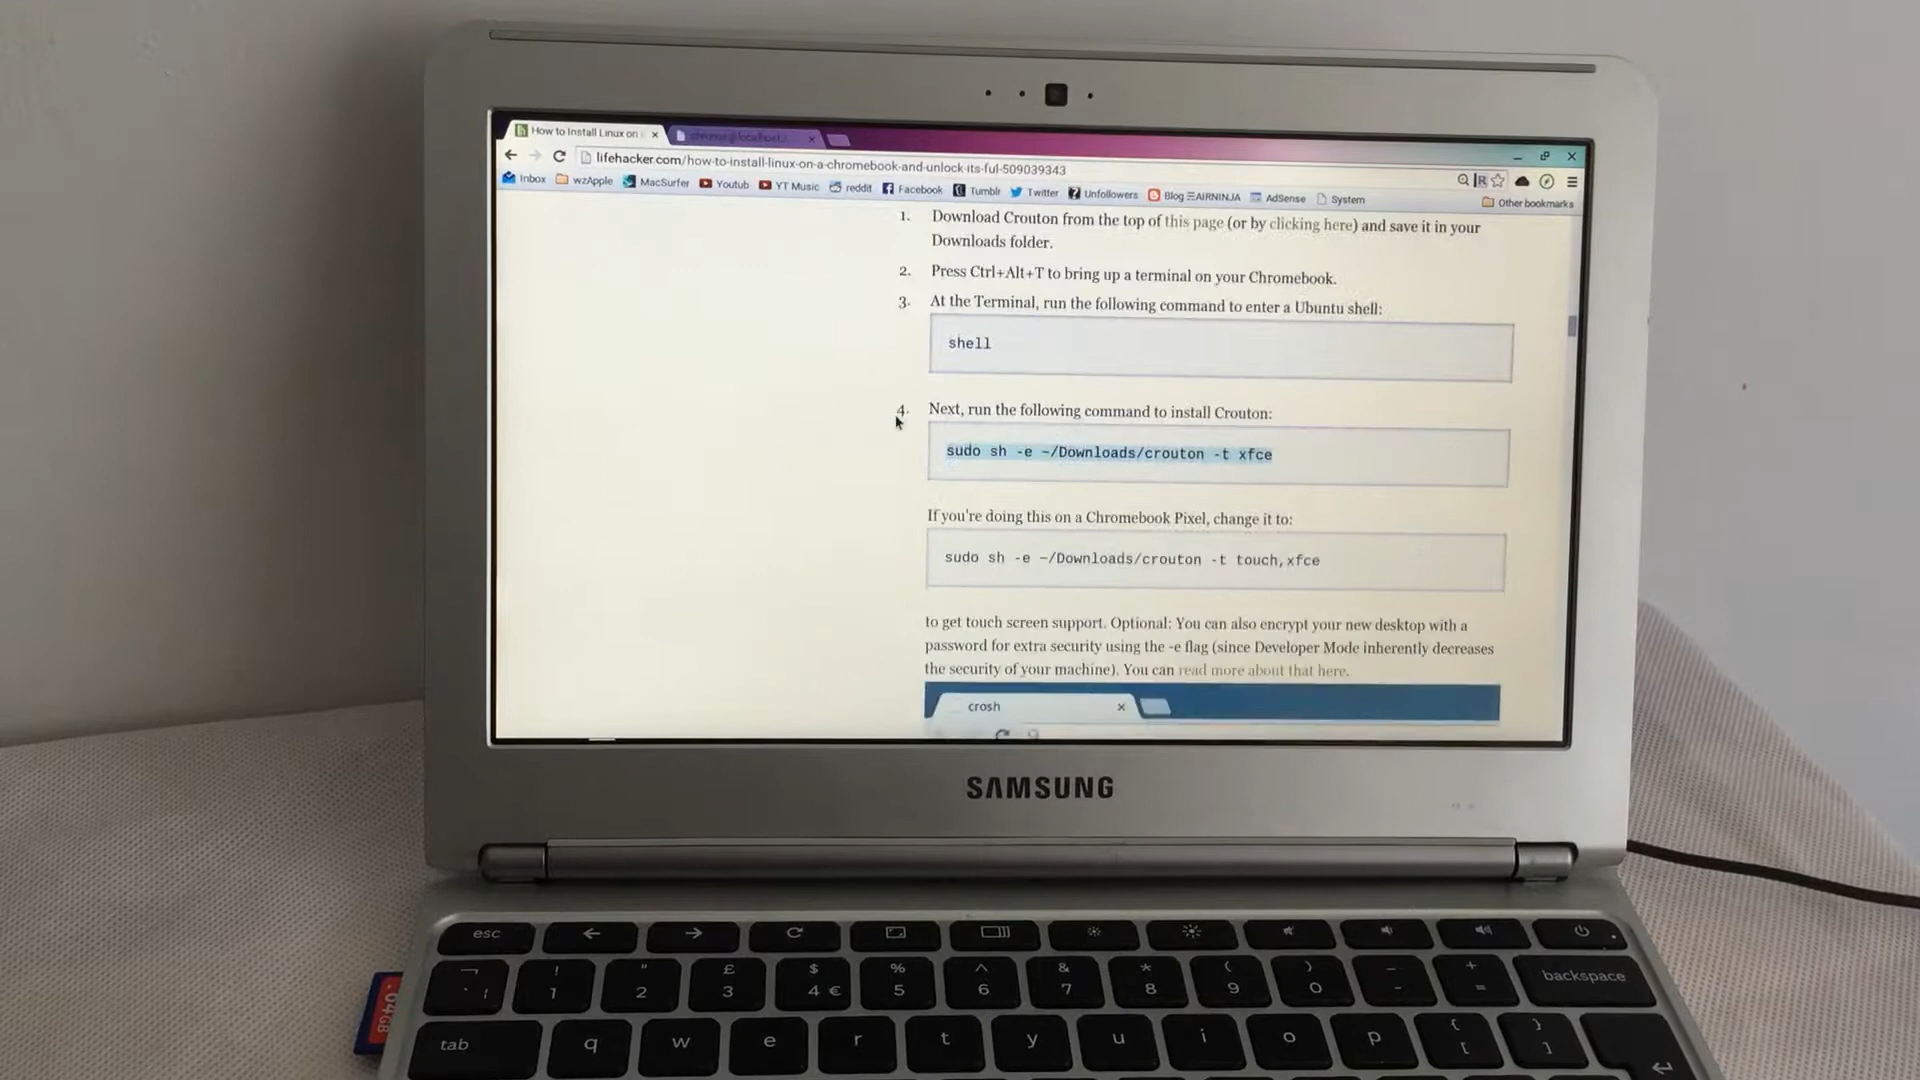 How to Install Linux on
lifehacker.com/how-to-install-linux-on-a-chromebook-and-unlock-its-ful-509039343
Inbox wzApple MacSurfer Youtube YT Music reddit Facebook Tumblr Twitter Unfollowers Blog AIRNINJA AdSense System Other bookmarks
1. Download Crouton from the top of this page (or by clicking here) and save it in your
Downloads folder.
2. Press Ctrl+Alt+T to bring up a terminal on your Chromebook.
3. At the Terminal, run the following command to enter a Ubuntu shell:
shell
4. Next, run the following command to install Crouton:
sudo sh -e ~/Downloads/crouton -t xfce
If you're doing this on a Chromebook Pixel, change it to:
sudo sh -e ~/Downloads/crouton -t touch,xfce
to get touch screen support. Optional: You can also encrypt your new desktop with a
password for extra security using the -e flag (since Developer Mode inherently decreases
the security of your machine). You can read more about that here.
crosh
SAMSUNG
esc
¬ ! " £ $ % ^ & * ( ) _ +
` ¦ 1 2 3 4 € 5 6 7 8 9 0 - = backspace
tab q w e r t y u i o p { [ } ]